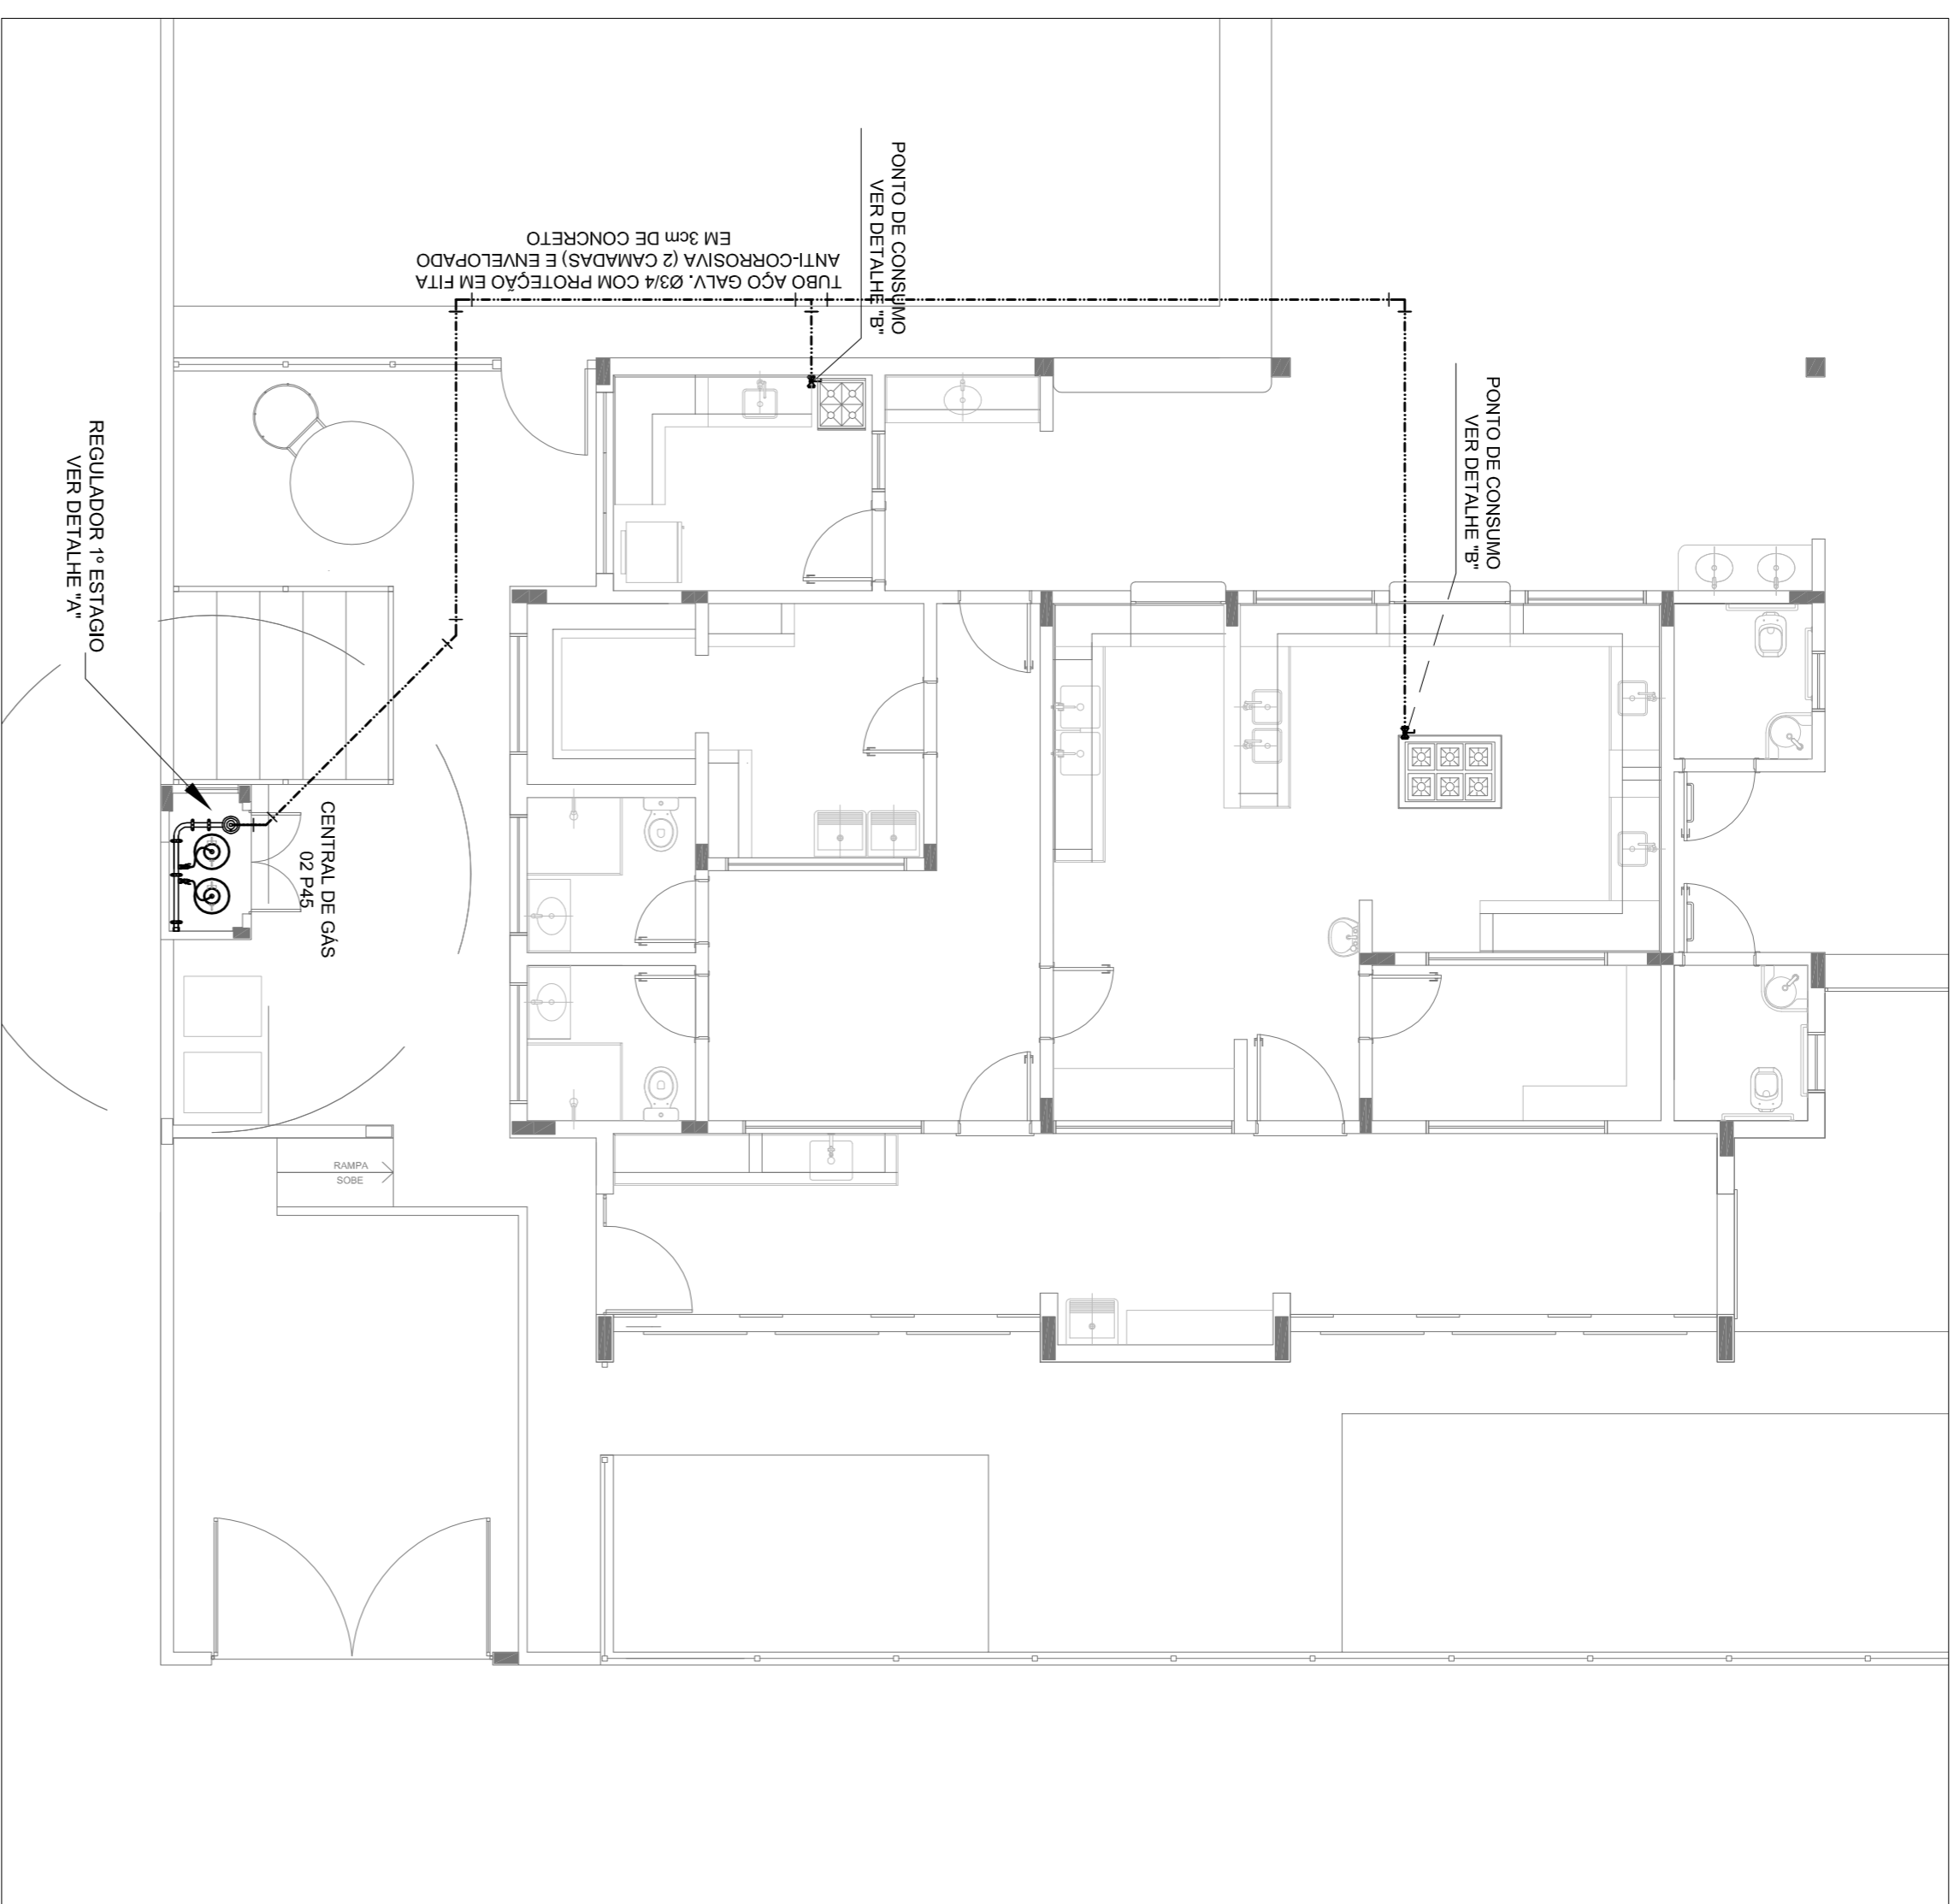 PONTO DE CONSUMO
VER DETALHE "B"
TUBO AÇO GALV. Ø3/4 COM PROTEÇÃO EM FITA
ANTI-CORROSIVA (2 CAMADAS) E ENVELOPADO
EM 3cm DE CONCRETO
PONTO DE CONSUMO
VER DETALHE "B"
REGULADOR 1º ESTAGIO
VER DETALHE "A"
CENTRAL DE GÁS
02 P45
RAMPA
SOBE